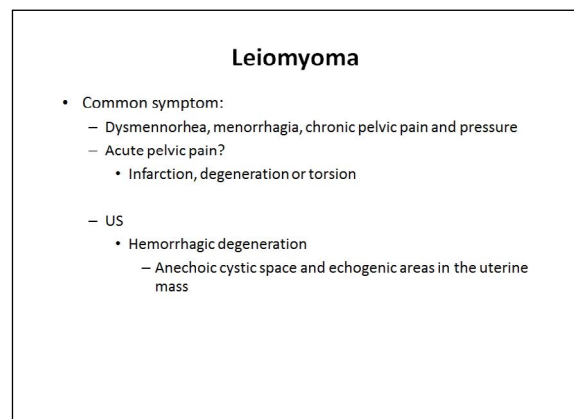 Leiomyoma
• Common symptom:
– Dysmennorhea, menorrhagia, chronic pelvic pain and pressure
– Acute pelvic pain?
• Infarction, degeneration or torsion
– US
• Hemorrhagic degeneration
– Anechoic cystic space and echogenic areas in the uterine
mass